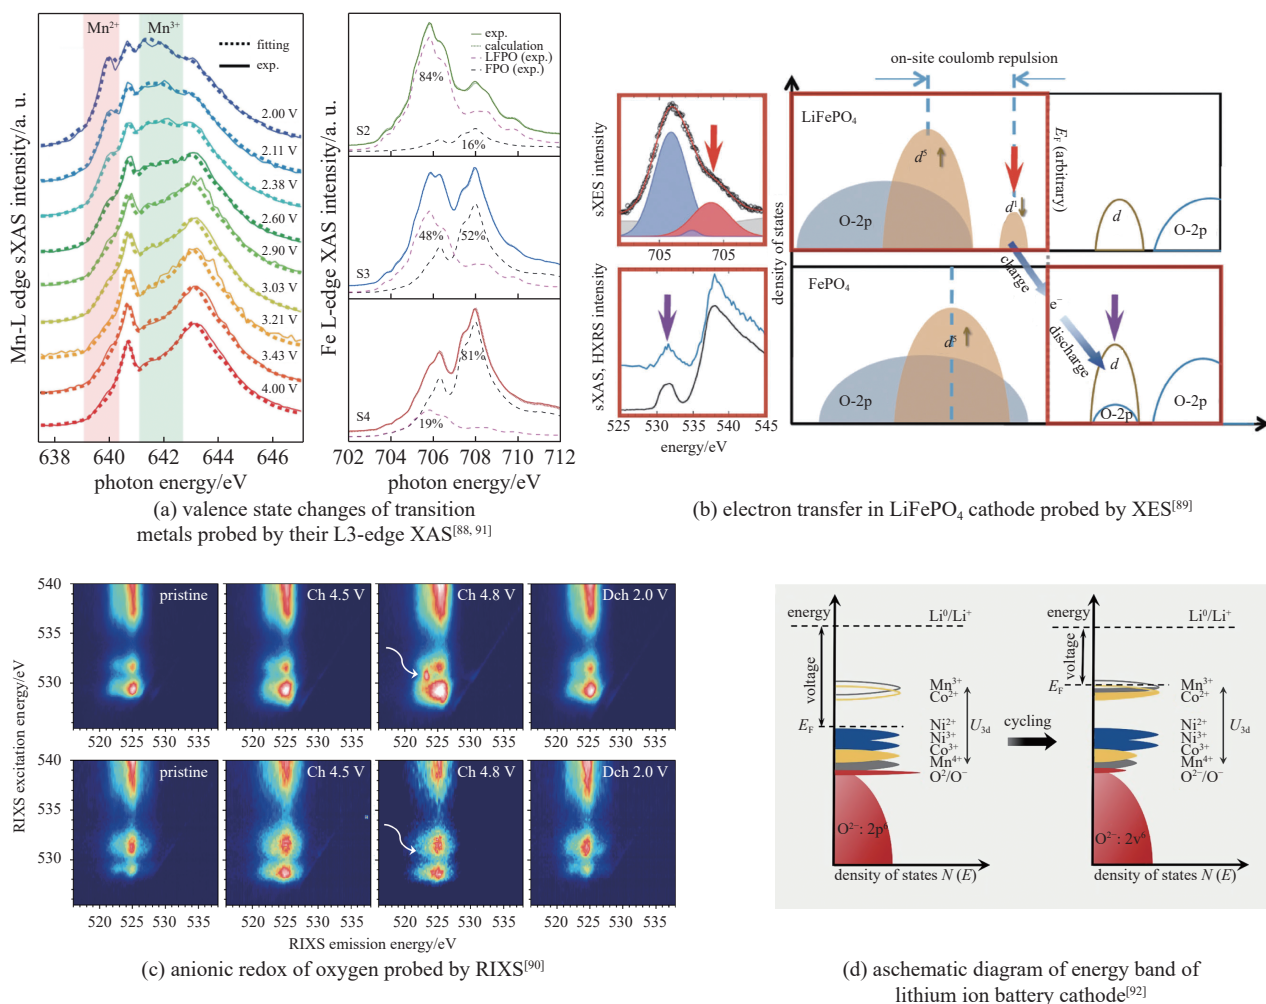 Mn-L edge sXAS intensity/a. u.
Mn2+
Mn3+
fitting
exp.
2.00 V
2.11 V
2.38 V
2.60 V
2.90 V
3.03 V
3.21 V
3.43 V
4.00 V
638 640 642 644 646
photon energy/eV
Fe L-edge XAS intensity/a. u.
exp.
calculation
LFPO (exp.)
FPO (exp.)
84%
S2
16%
S3
48%
52%
81%
S4
19%
702 704 706 708 710 712
photon energy/eV
(a) valence state changes of transition
metals probed by their L3-edge XAS[88, 91]
sXES intensity
705 705
sXAS, HXRS intensity
525 530 535 540 545
energy/eV
on-site coulomb repulsion
density of states
LiFePO4
d5
O-2p
d1
EF (arbitrary)
d
O-2p
charge
e−
discharge
FePO4
d5
O-2p
d
O-2p
O-2p
(b) electron transfer in LiFePO4 cathode probed by XES[89]
RIXS excitation energy/eV
540
535
530
pristine
Ch 4.5 V
Ch 4.8 V
Dch 2.0 V
520 525 530 535 520 525 530 535 520 525 530 535 520 525 530 535
540
535
530
pristine
Ch 4.5 V
Ch 4.8 V
Dch 2.0 V
520 525 530 535 520 525 530 535 520 525 530 535 520 525 530 535
RIXS emission energy/eV
(c) anionic redox of oxygen probed by RIXS[90]
energy
Li0/Li+
voltage
EF
Mn3+
Co2+
Ni2+
Ni3+
Co3+
Mn4+
O2/O−
U3d
O2−: 2p6
density of states N (E)
cycling
energy
Li0/Li+
voltage
EF
Mn3+
Co2+
Ni2+
Ni3+
Co3+
Mn4+
O2−/O−
U3d
O2−: 2v6
density of states N (E)
(d) aschematic diagram of energy band of
lithium ion battery cathode[92]